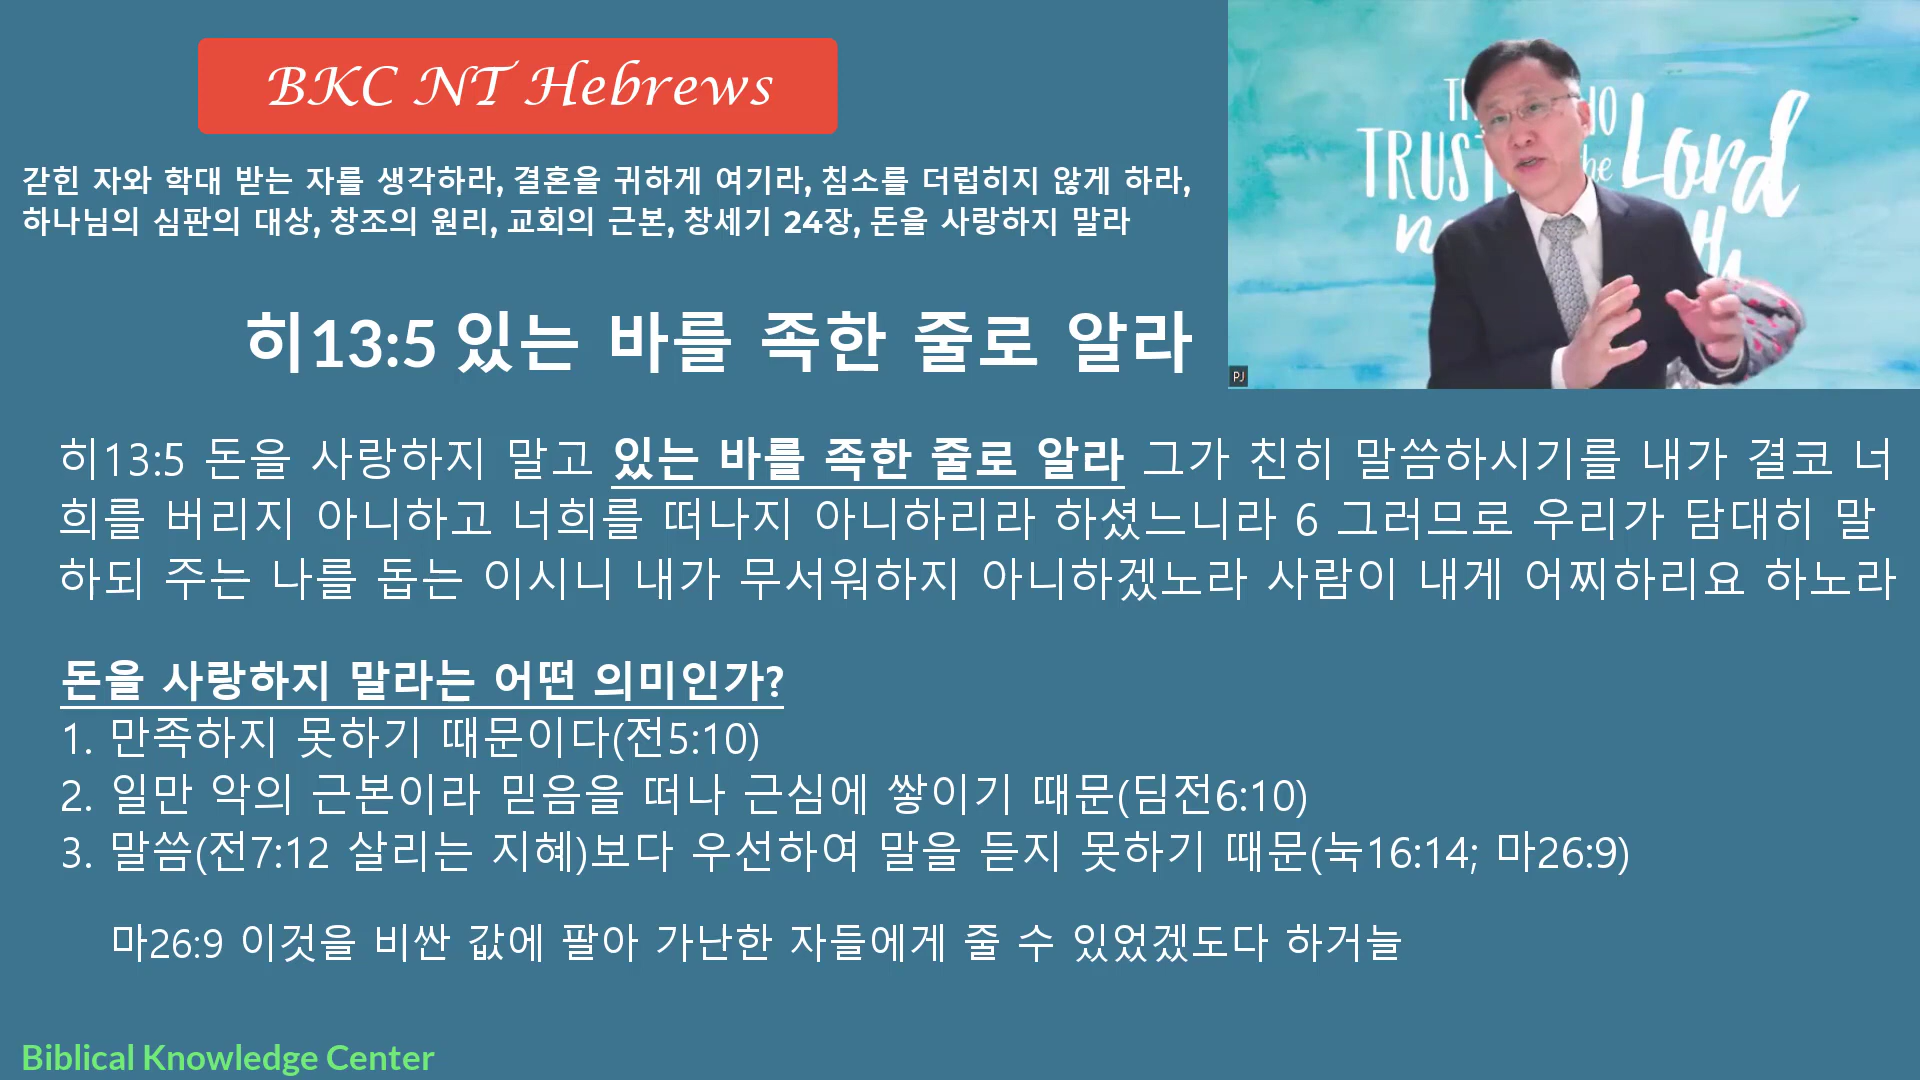 BKC NT Hebrews
갇힌 자와 학대 받는 자를 생각하라, 결혼을 귀하게 여기라, 침소를 더럽히지 않게 하라,
하나님의 심판의 대상, 창조의 원리, 교회의 근본, 창세기 24장, 돈을 사랑하지 말라
히13:5 있는 바를 족한 줄로 알라
TRUST
the Lord
PJ
히13:5 돈을 사랑하지 말고 있는 바를 족한 줄로 알라 그가 친히 말씀하시기를 내가 결코 너
희를 버리지 아니하고 너희를 떠나지 아니하리라 하셨느니라 6 그러므로 우리가 담대히 말
하되 주는 나를 돕는 이시니 내가 무서워하지 아니하겠노라 사람이 내게 어찌하리요 하노라
돈을 사랑하지 말라는 어떤 의미인가?
1. 만족하지 못하기 때문이다(전5:10)
2. 일만 악의 근본이라 믿음을 떠나 근심에 쌓이기 때문(딤전6:10)
3. 말씀(전7:12 살리는 지혜)보다 우선하여 말을 듣지 못하기 때문(눅16:14; 마26:9)
마26:9 이것을 비싼 값에 팔아 가난한 자들에게 줄 수 있었겠도다 하거늘
Biblical Knowledge Center